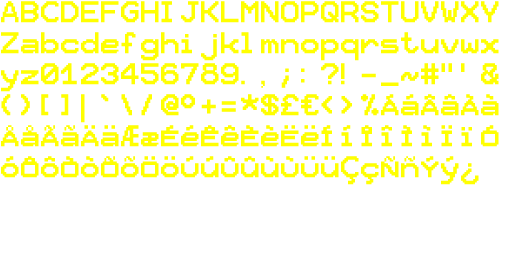 ABCDEFGHIJKLMNOPQRSTUVWXY
Zabcdefghijklmnopqrstuvwx
yz0123456789.,;:?!-_~#"'&
()[]|`\/@°+=*$£€<>%ÁáÂâÀà
ÅåÃãÄäÆæÉéÊêÈèËëÍíÎîÌìÏïÓ
óÔôÒòÕõÖöÚúÛûÙùÜüÇçÑñÝý¿